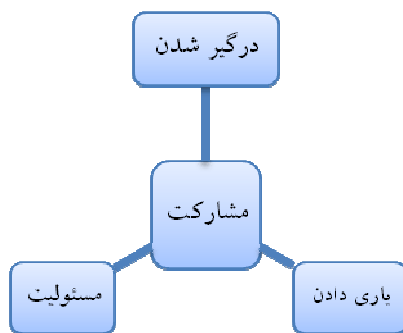 درگیر شدن
مشارکت
یاری دادن
مسئولیت